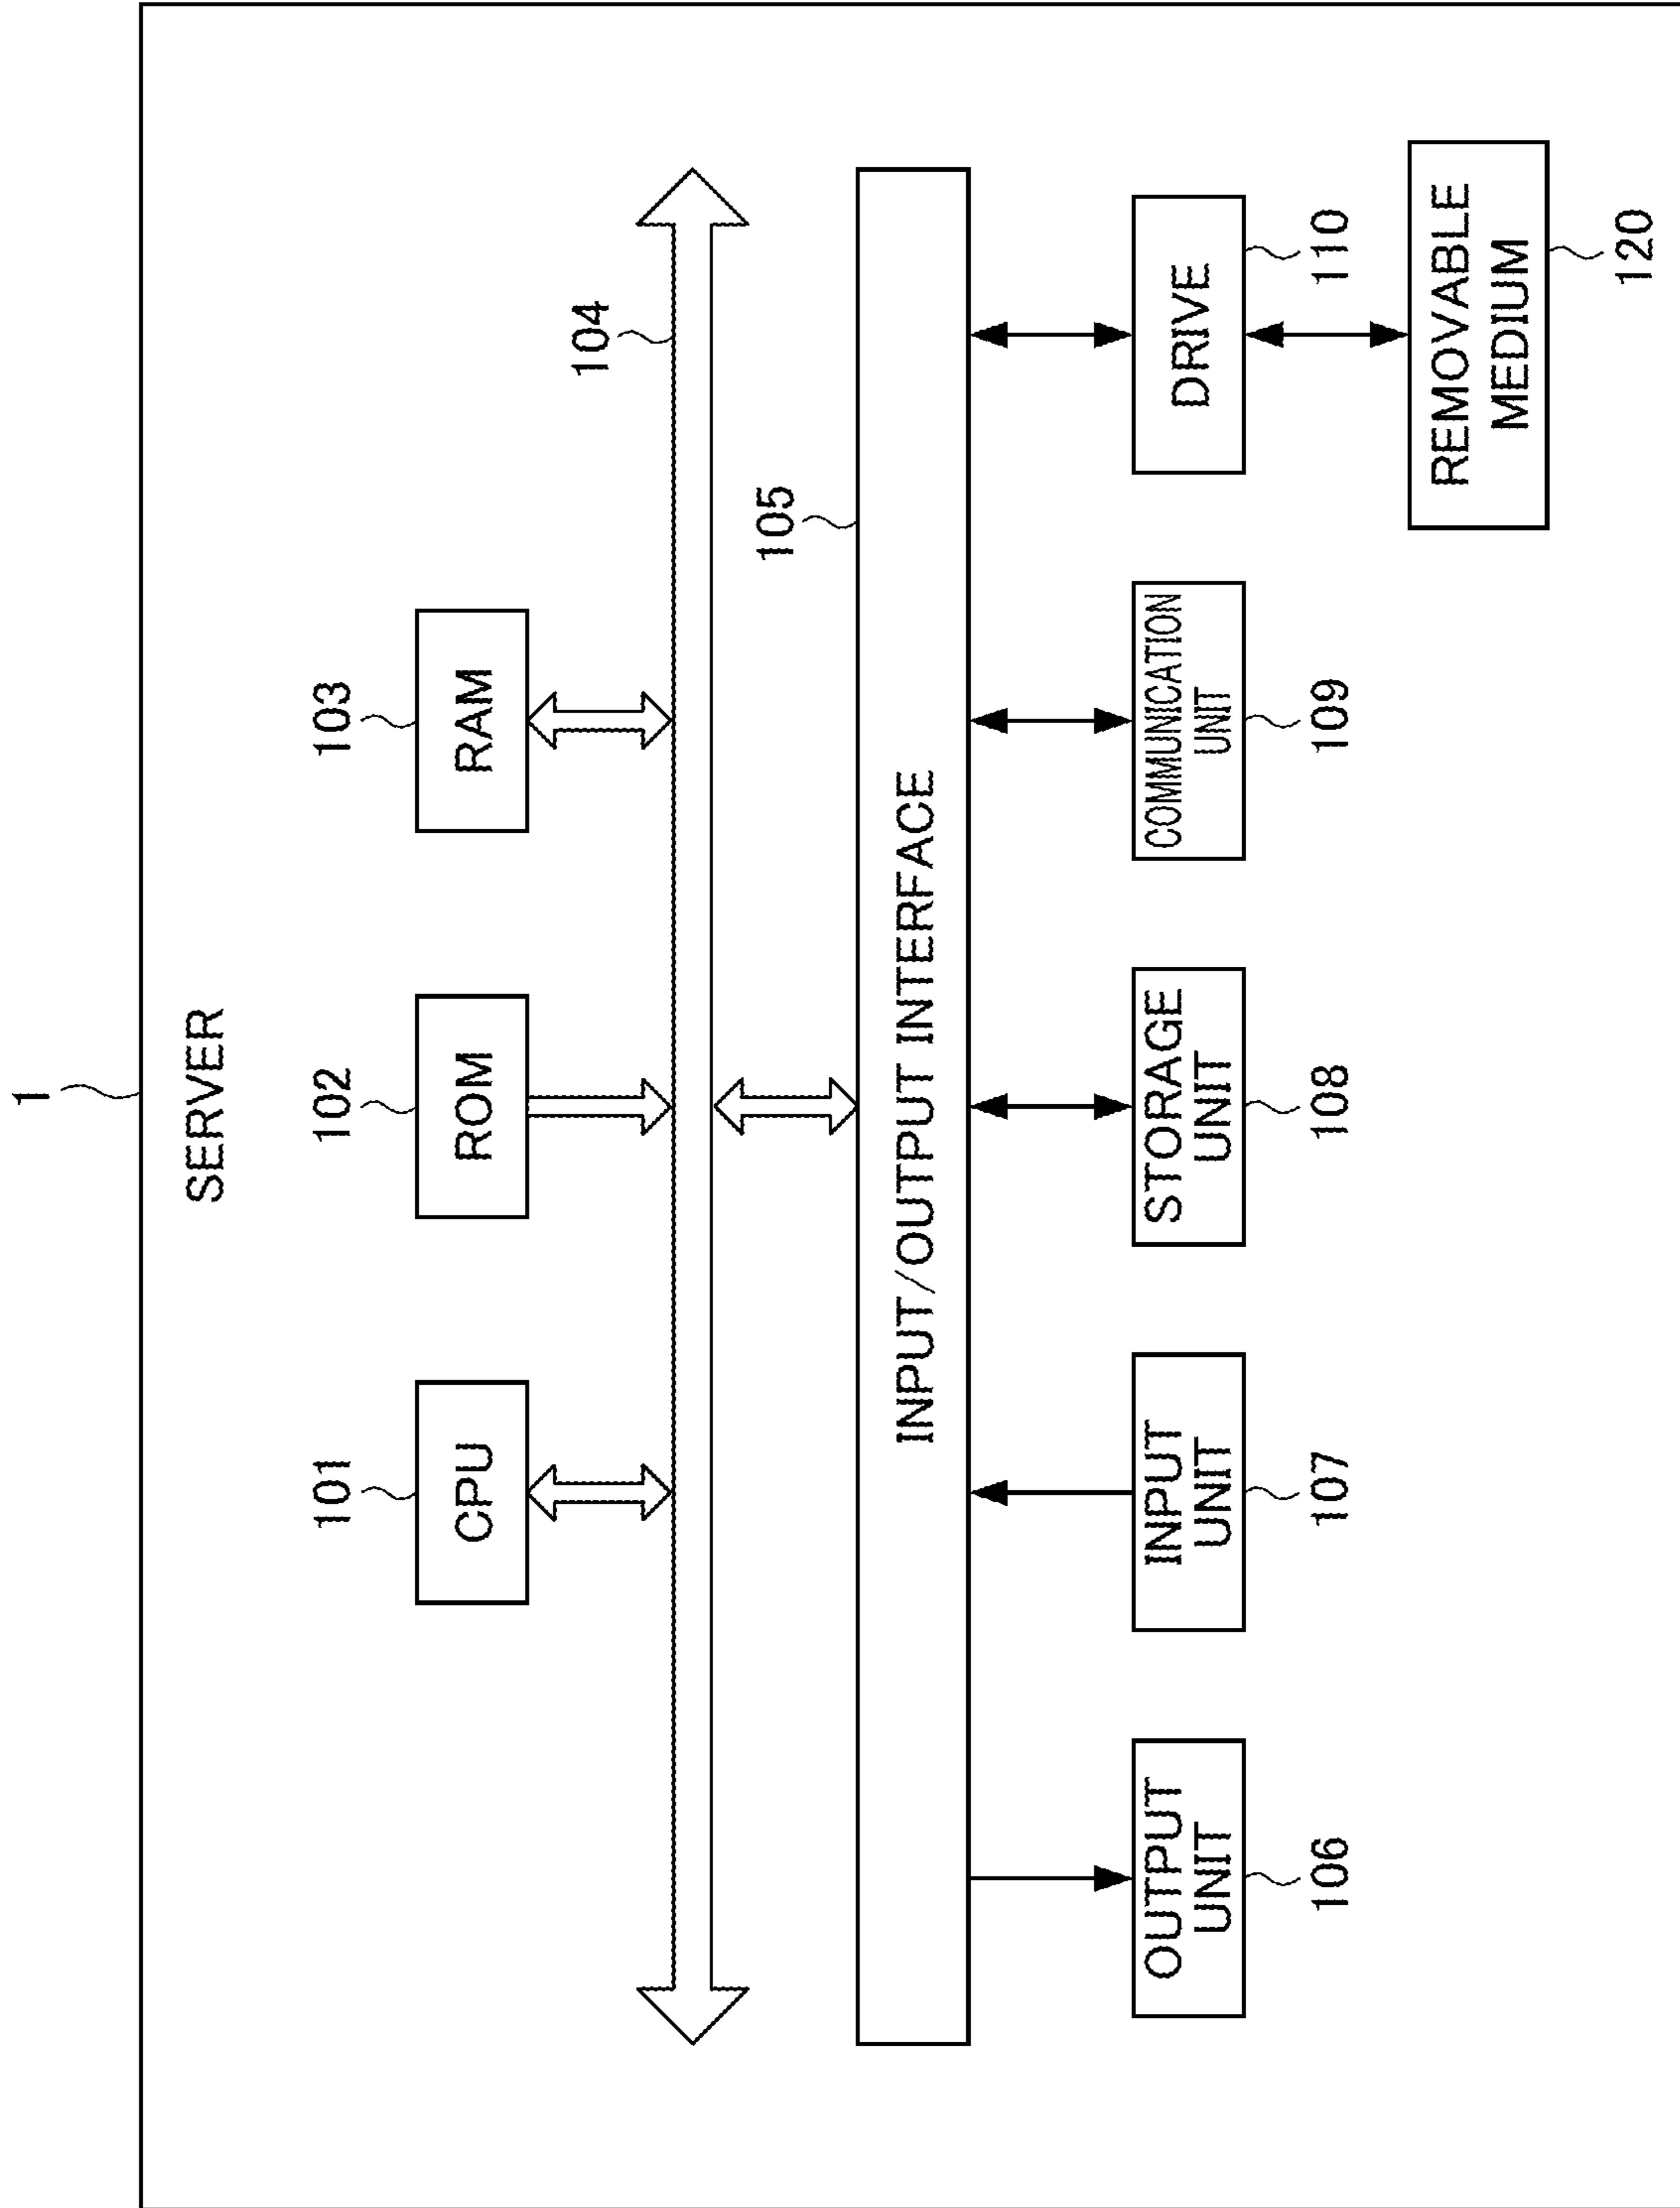 1
SERVER
101
102
103
CPU
ROM
RAM
104
105
INPUT/OUTPUT INTERFACE
OUTPUT
UNIT
INPUT
UNIT
STORAGE
UNIT
COMMUNICATION
UNIT
DRIVE
106
107
108
109
110
REMOVABLE
MEDIUM
120